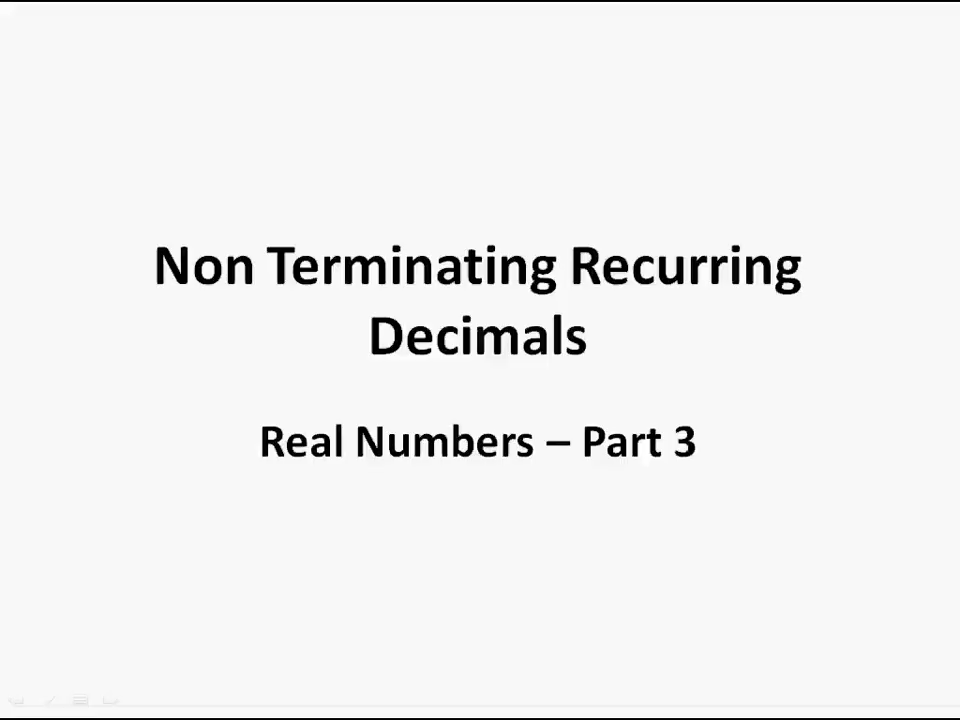 Non Terminating Recurring
Decimals
Real Numbers – Part 3